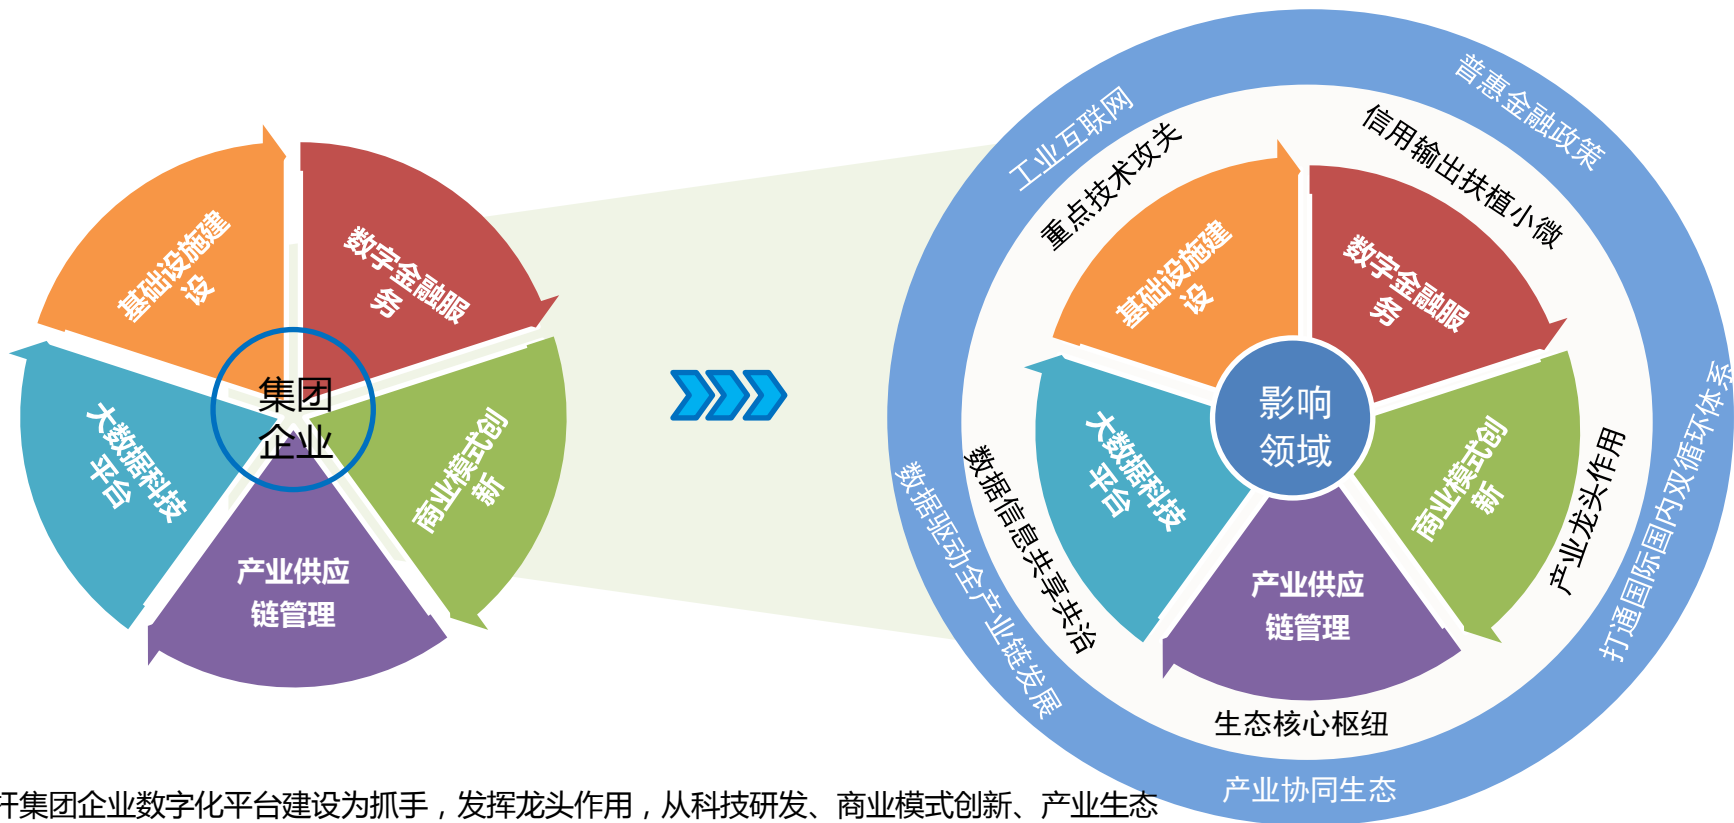 基础设施建
设
数字金融服
务
大数据科技
平台
集团
企业
商业模式创
新
产业供应
链管理
普惠金融政策
工业互联网
信用输出扶植小微
重点技术攻关
基础设施建
设
数字金融服
务
影响
领域
大数据科技
平台
商业模式创
新
产业供应
链管理
数据信息共享共治
产业龙头作用
数据驱动全产业链发展
打通国际国内双循环体系
生态核心枢纽
产业协同生态
集团企业数字化平台建设为抓手，发挥龙头作用，从科技研发、商业模式创新、产业生态